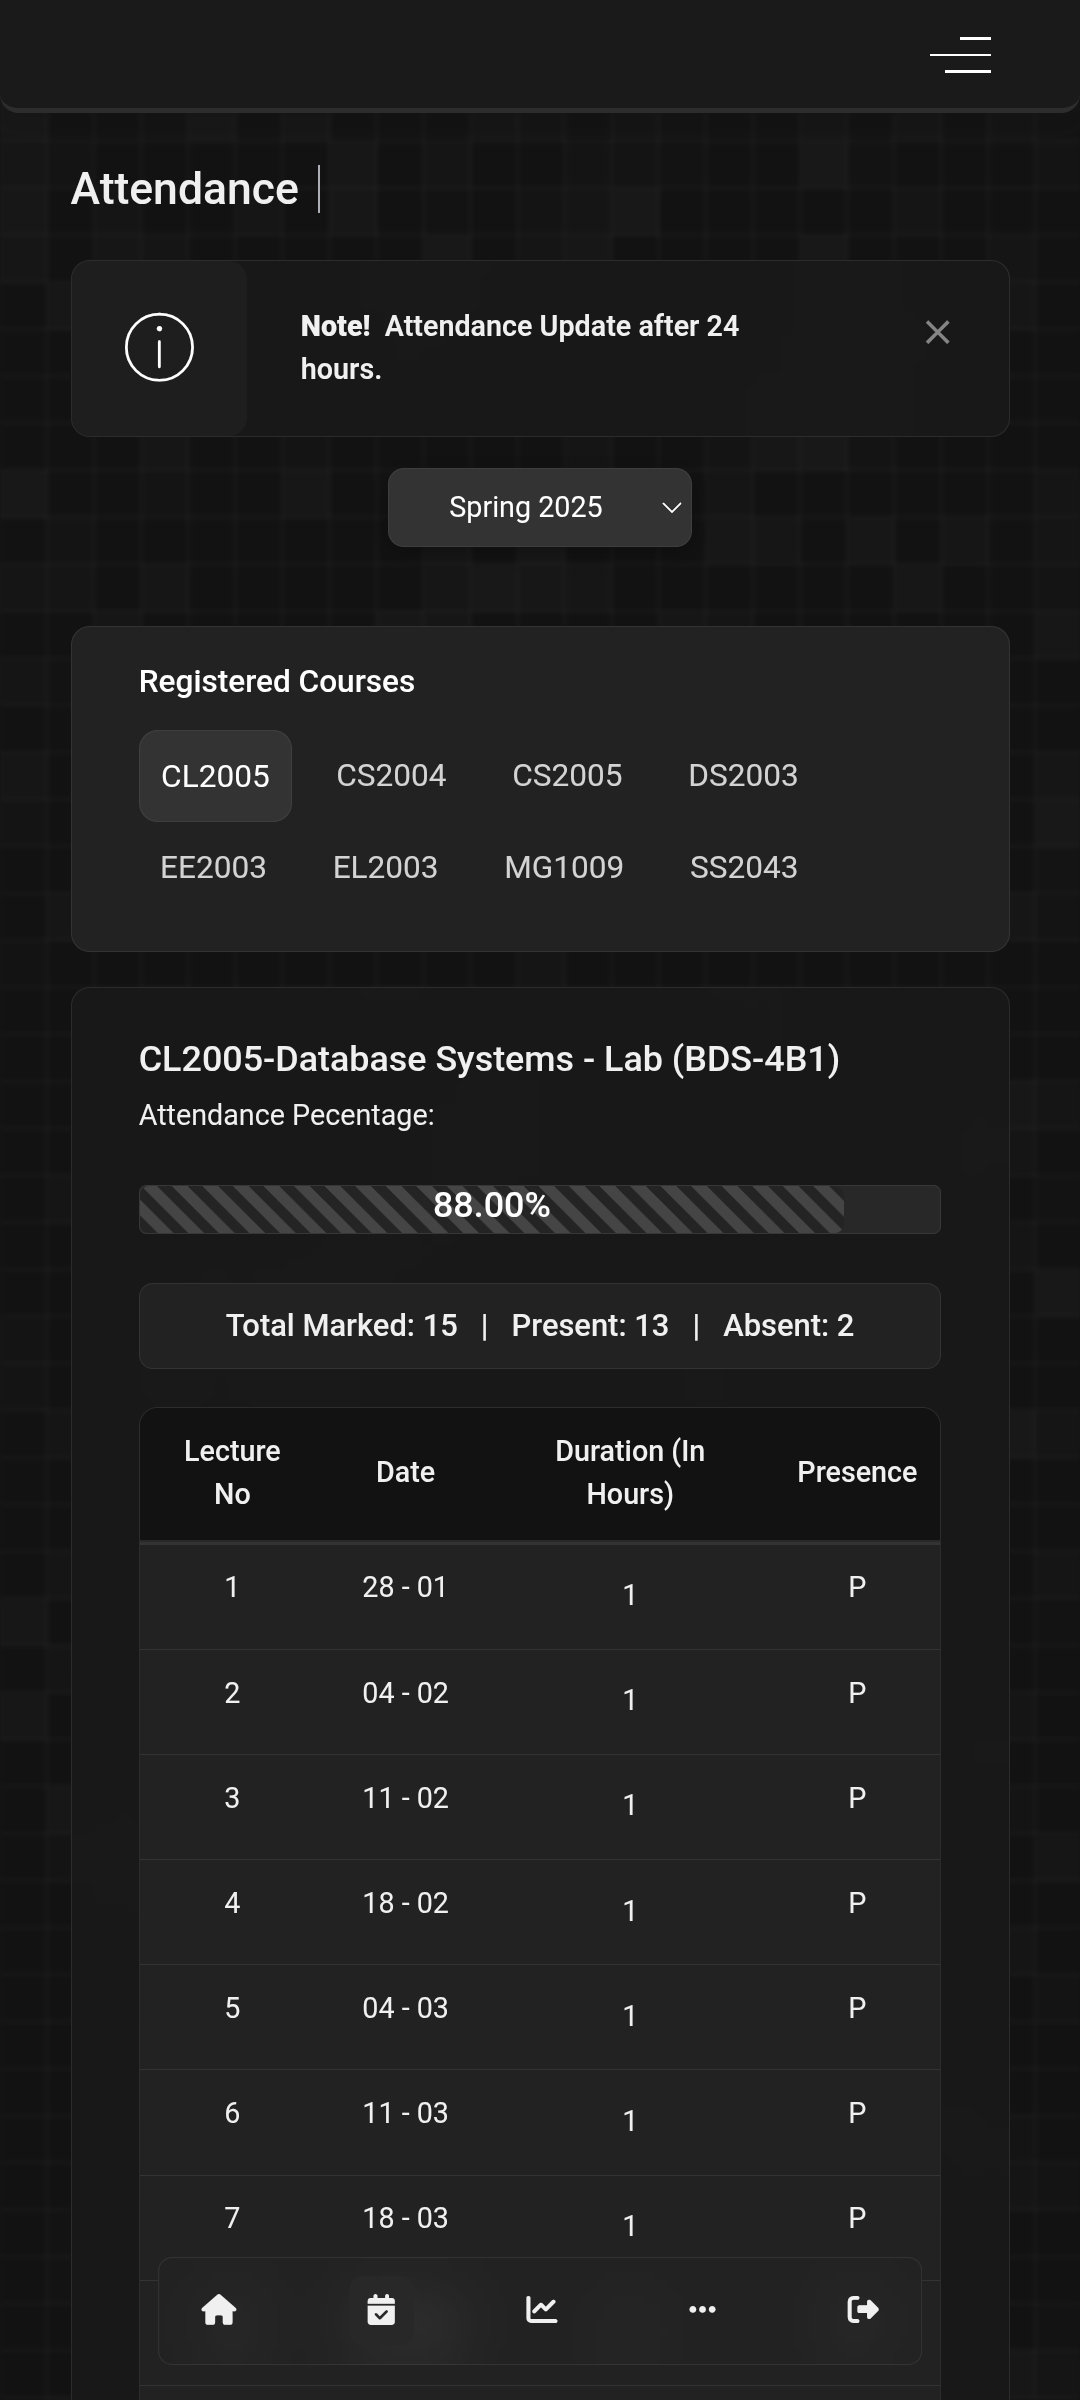 Attendance
Note! Attendance Update after 24
hours.
Spring 2025
Registered Courses
CL2005 CS2004 CS2005 DS2003
EE2003 EL2003 MG1009 SS2043
CL2005-Database Systems - Lab (BDS-4B1)
Attendance Pecentage:
88.00%
Total Marked: 15 | Present: 13 | Absent: 2
Lecture No Date Duration (In Hours) Presence
1 28 - 01 1 P
2 04 - 02 1 P
3 11 - 02 1 P
4 18 - 02 1 P
5 04 - 03 1 P
6 11 - 03 1 P
7 18 - 03 1 P